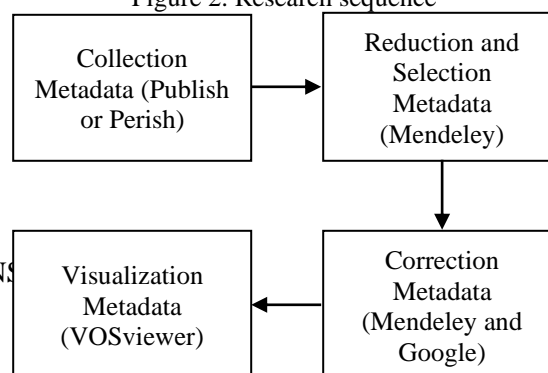 Figure 2. Research sequence
Collection
Metadata (Publish
or Perish)
Reduction and
Selection
Metadata
(Mendeley)
Correction
Metadata
(Mendeley and
Google)
Visualization
Metadata
(VOSviewer)